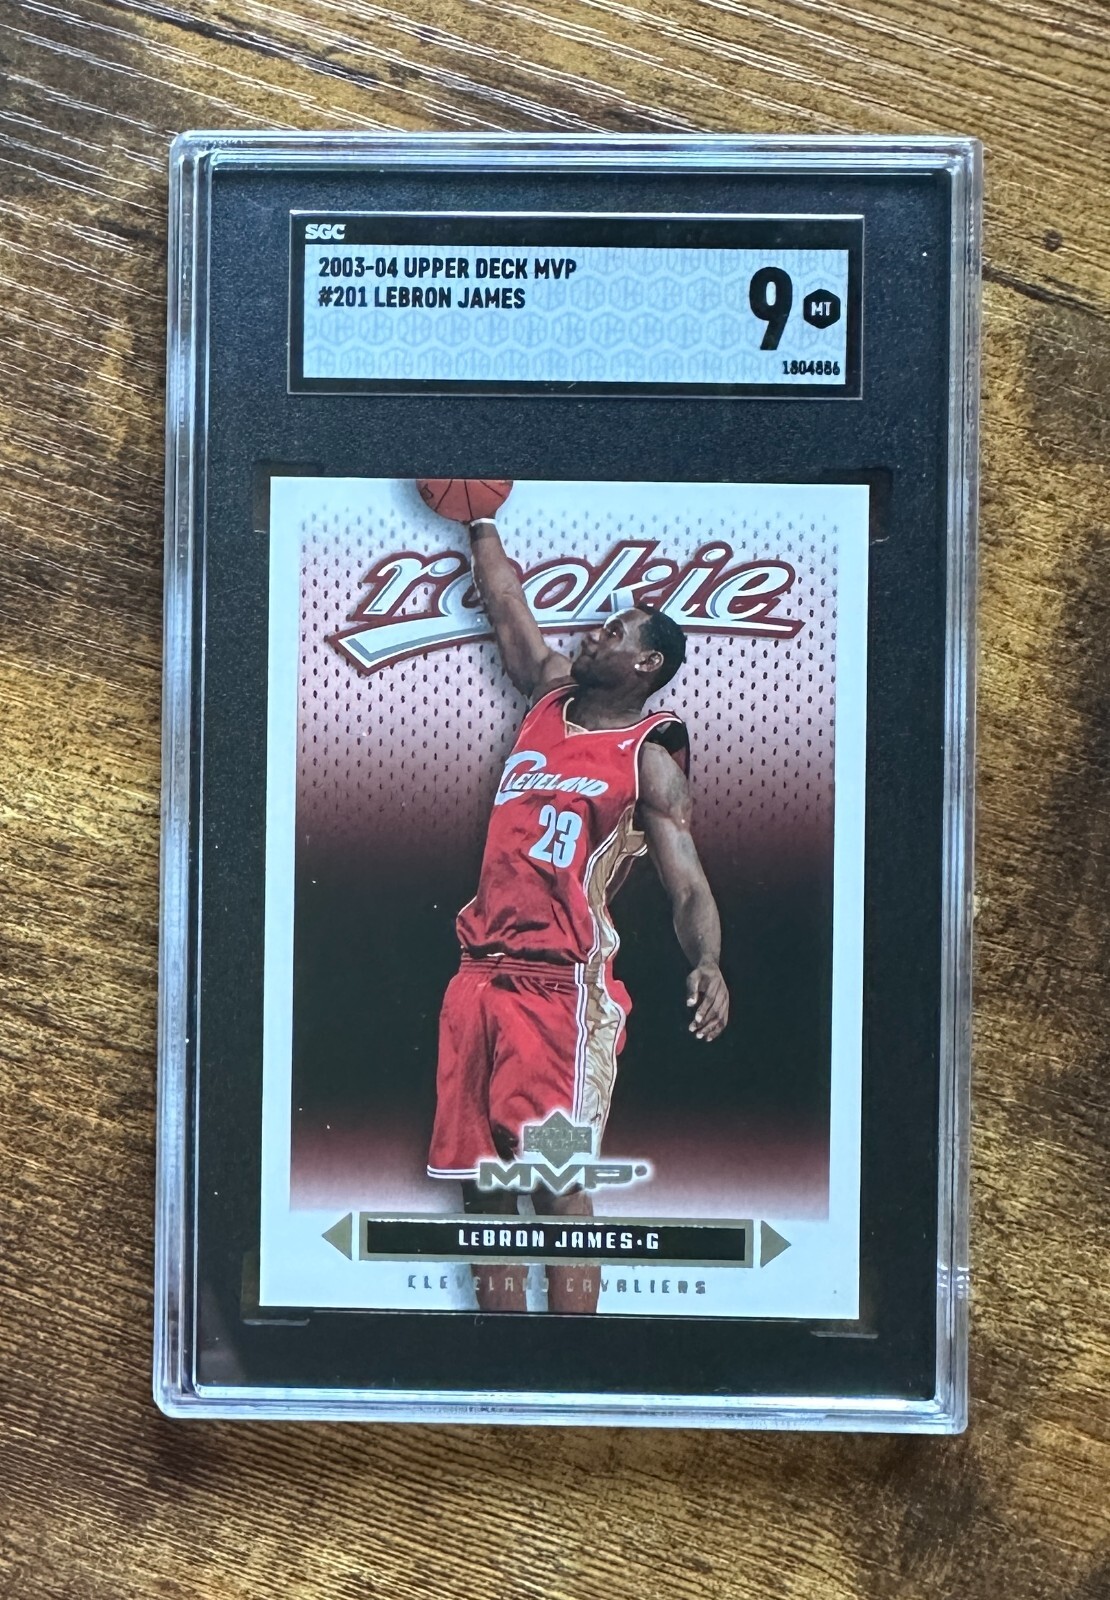 SGC
2003-04 UPPER DECK MVP
#201 LEBRON JAMES
9 MT
1804886
rookie
CLEVELAND
23
MVP
LEBRON JAMES·G
CLEVELAND CAVALIERS